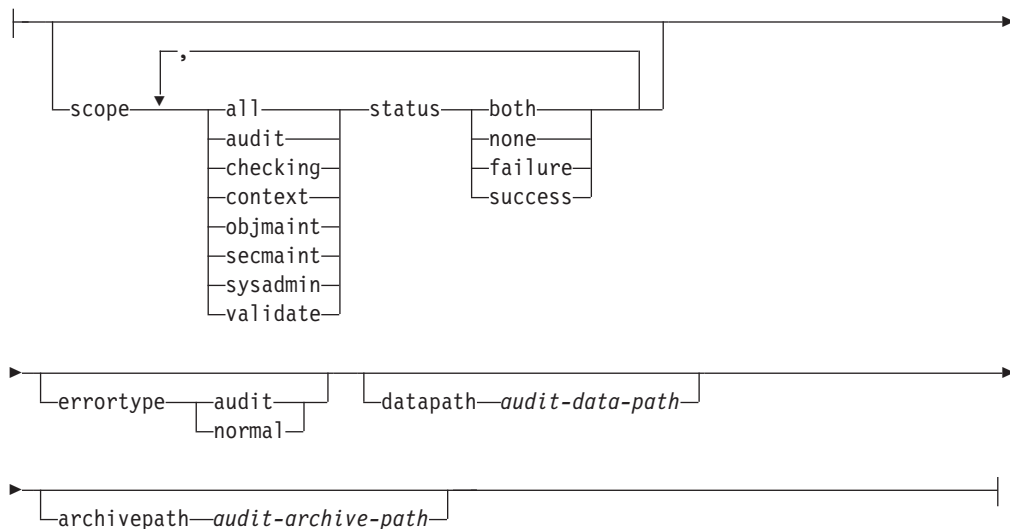 ,
scope all status both
audit none
checking failure
context success
objmaint
secmaint
sysadmin
validate
errortype audit datapath audit-data-path
normal
archivepath audit-archive-path